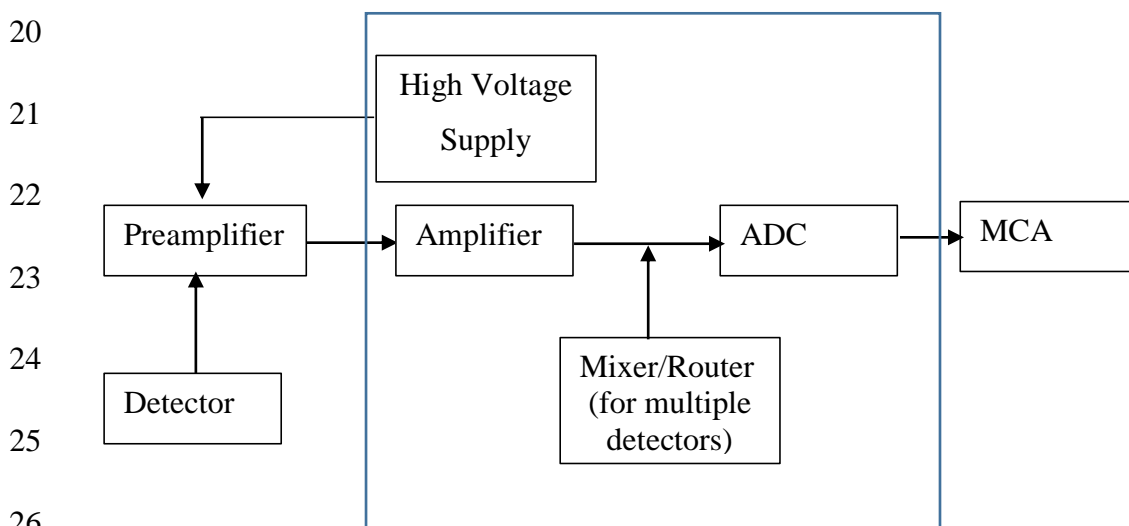 20
High Voltage
21
Supply
22
Preamplifier
Amplifier
ADC
MCA
23
24
Mixer/Router
(for multiple
Detector
detectors)
25
26